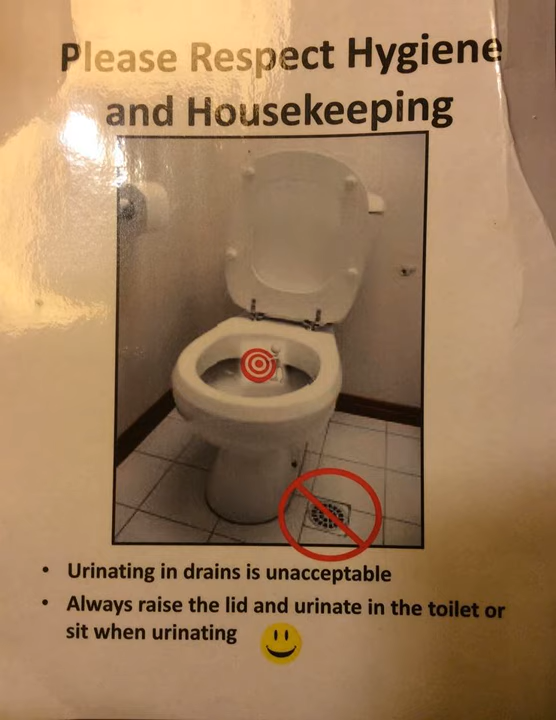 Please Respect Hygiene
and Housekeeping
• Urinating in drains is unacceptable
• Always raise the lid and urinate in the toilet or
sit when urinating